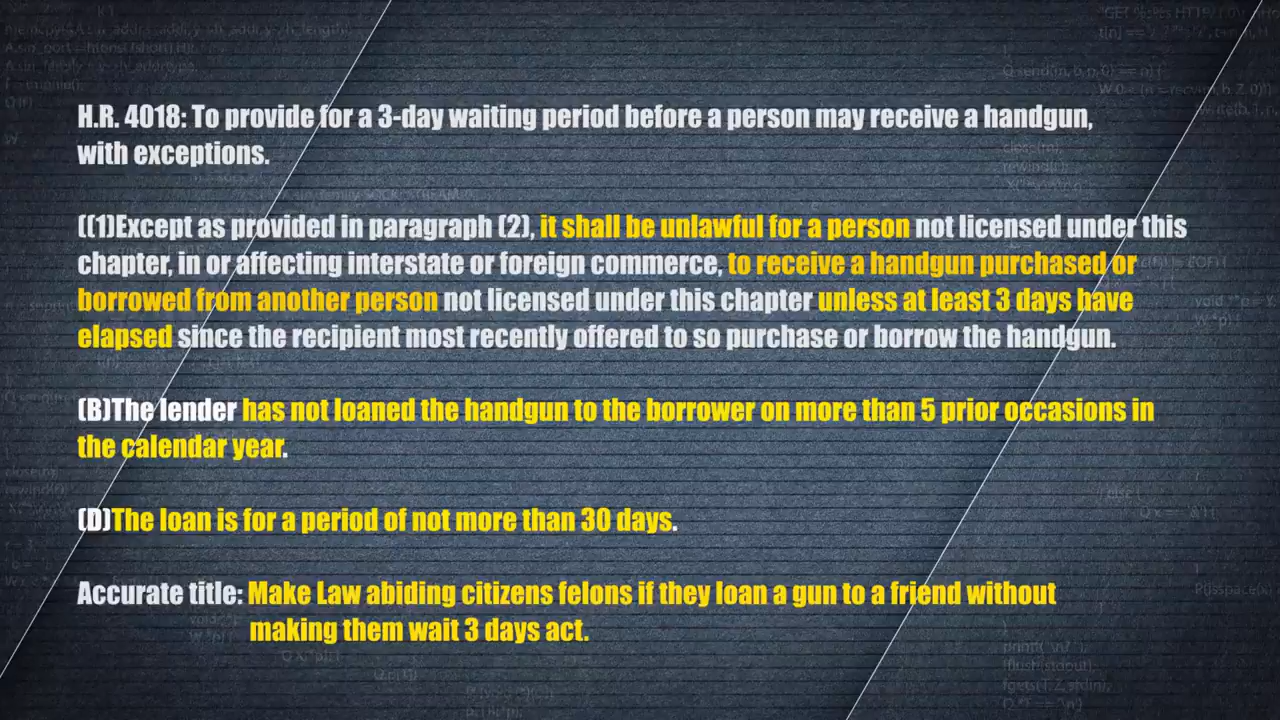 H.R. 4018: To provide for a 3-day waiting period before a person may receive a handgun,
with exceptions.
((1)Except as provided in paragraph (2), it shall be unlawful for a person not licensed under this
chapter, in or affecting interstate or foreign commerce, to receive a handgun purchased or
borrowed from another person not licensed under this chapter unless at least 3 days have
elapsed since the recipient most recently offered to so purchase or borrow the handgun.
(B)The lender has not loaned the handgun to the borrower on more than 5 prior occasions in
the calendar year.
(D)The loan is for a period of not more than 30 days.
Accurate title: Make Law abiding citizens felons if they loan a gun to a friend without
making them wait 3 days act.